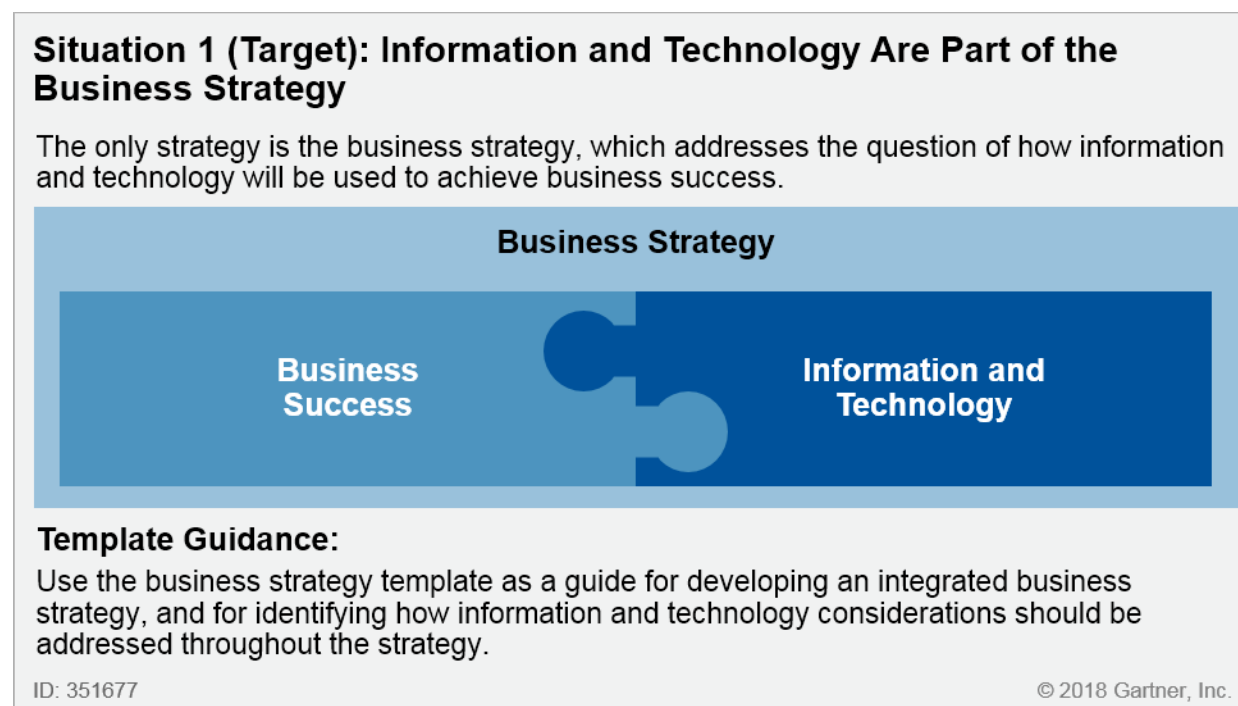 Situation 1 (Target): Information and Technology Are Part of the
Business Strategy
The only strategy is the business strategy, which addresses the question of how information
and technology will be used to achieve business success.
Business Strategy
Business
Success
Information and
Technology
Template Guidance:
Use the business strategy template as a guide for developing an integrated business
strategy, and for identifying how information and technology considerations should be
addressed throughout the strategy.
ID: 351677
© 2018 Gartner, Inc.